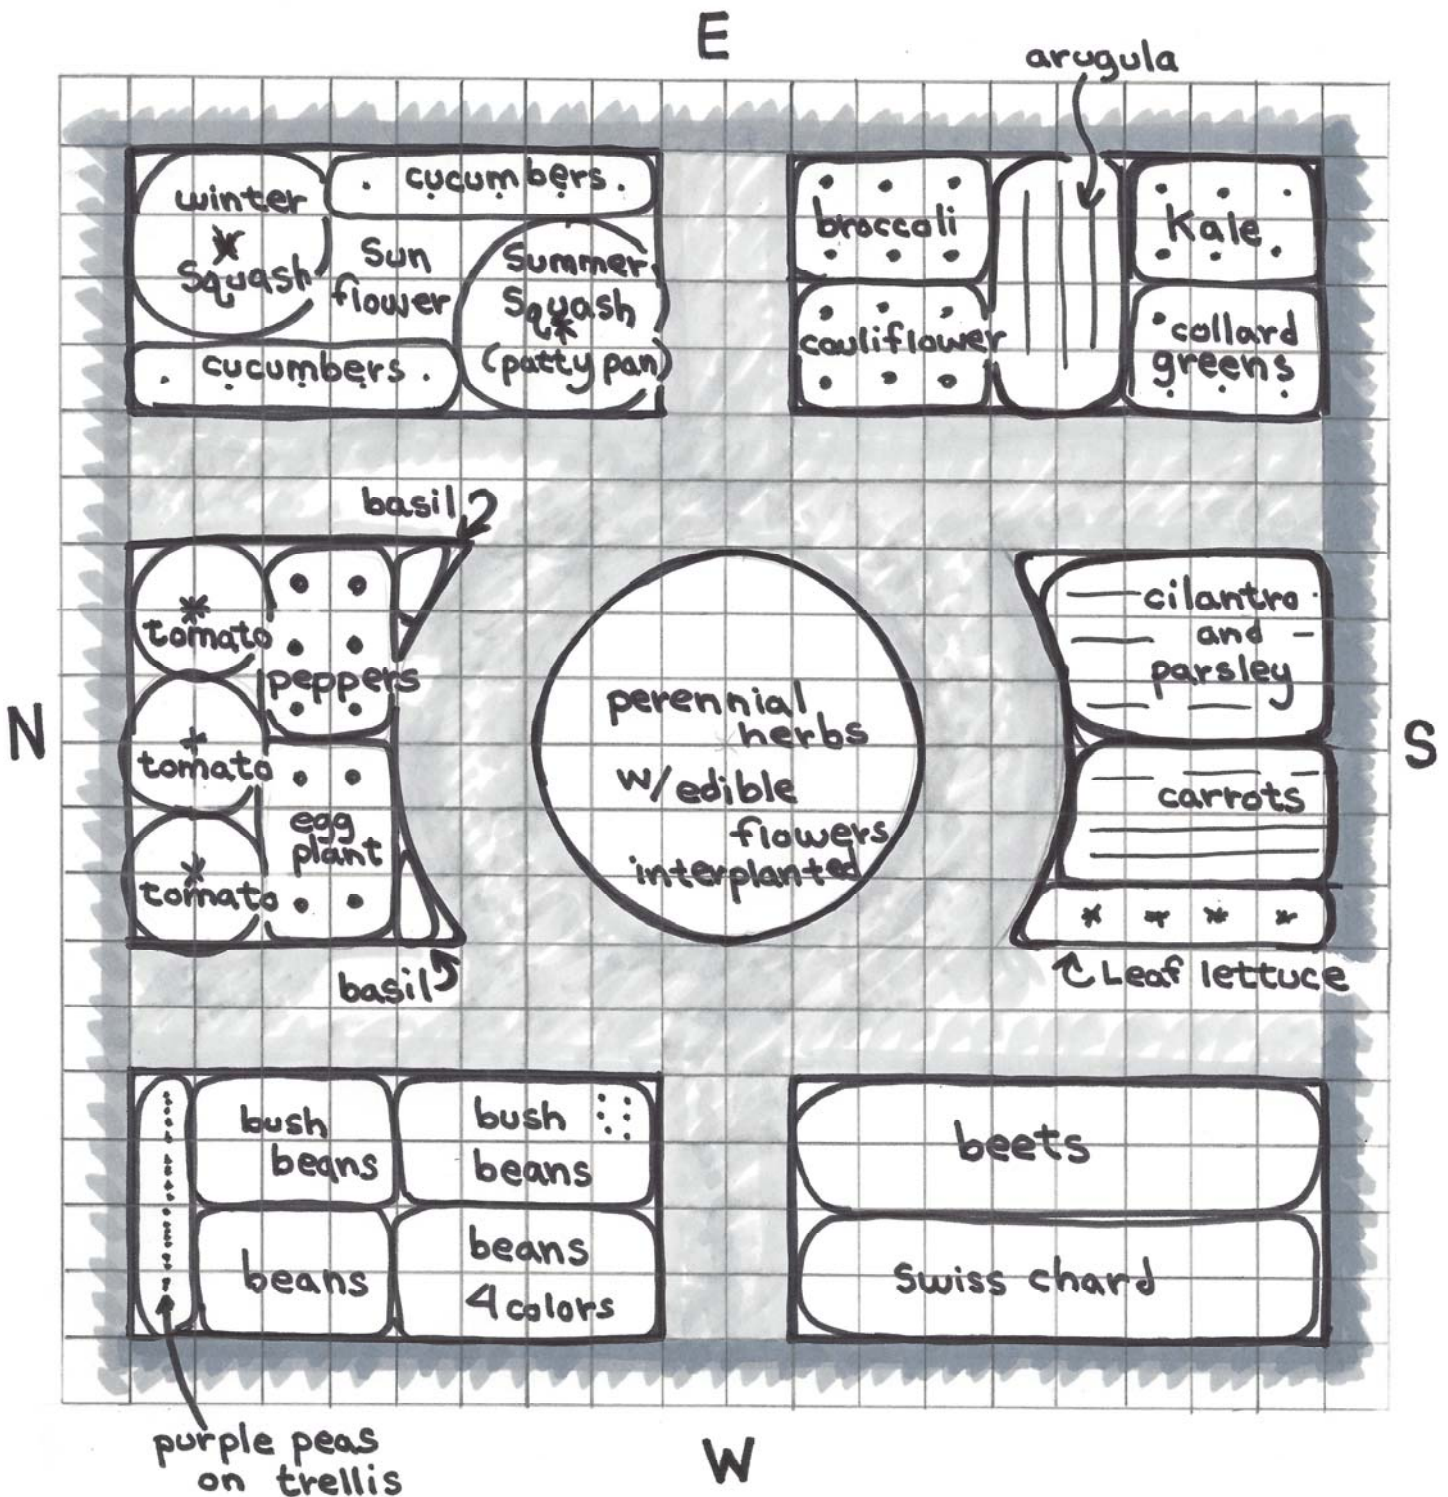 E
arugula
winter
Squash
cucumbers
Sun
flower
Summer
Squash
(patty pan)
cucumbers
broccoli
cauliflower
Kale
collard
greens
basil
tomato
peppers
tomato
egg
plant
tomato
basil
N
perennial
herbs
w/edible
flowers
interplanted
cilantro
and
parsley
carrots
Leaf lettuce
S
bush
beans
bush
beans
beans
beans
4 colors
beets
Swiss chard
purple peas
on trellis
W